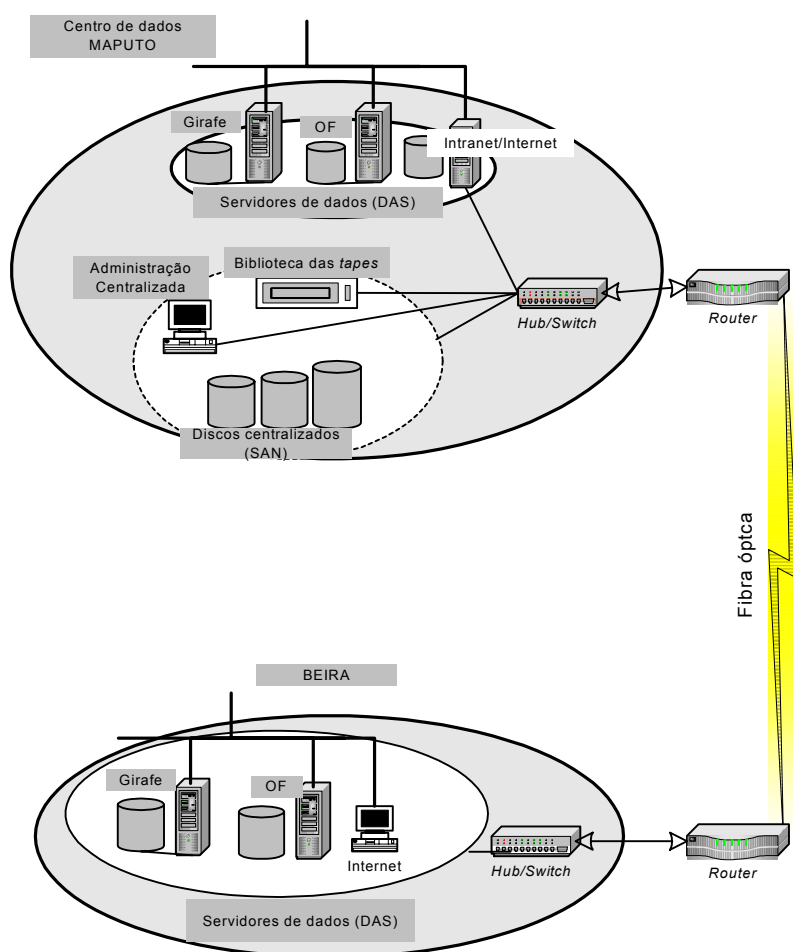 Centro de dados
MAPUTO
Girafe
OF
Intranet/Internet
Servidores de dados (DAS)
Administração
Centralizada
Biblioteca das tapes
Hub/Switch
Router
Discos centralizados
(SAN)
Fibra óptca
BEIRA
Girafe
OF
Internet
Hub/Switch
Router
Servidores de dados (DAS)